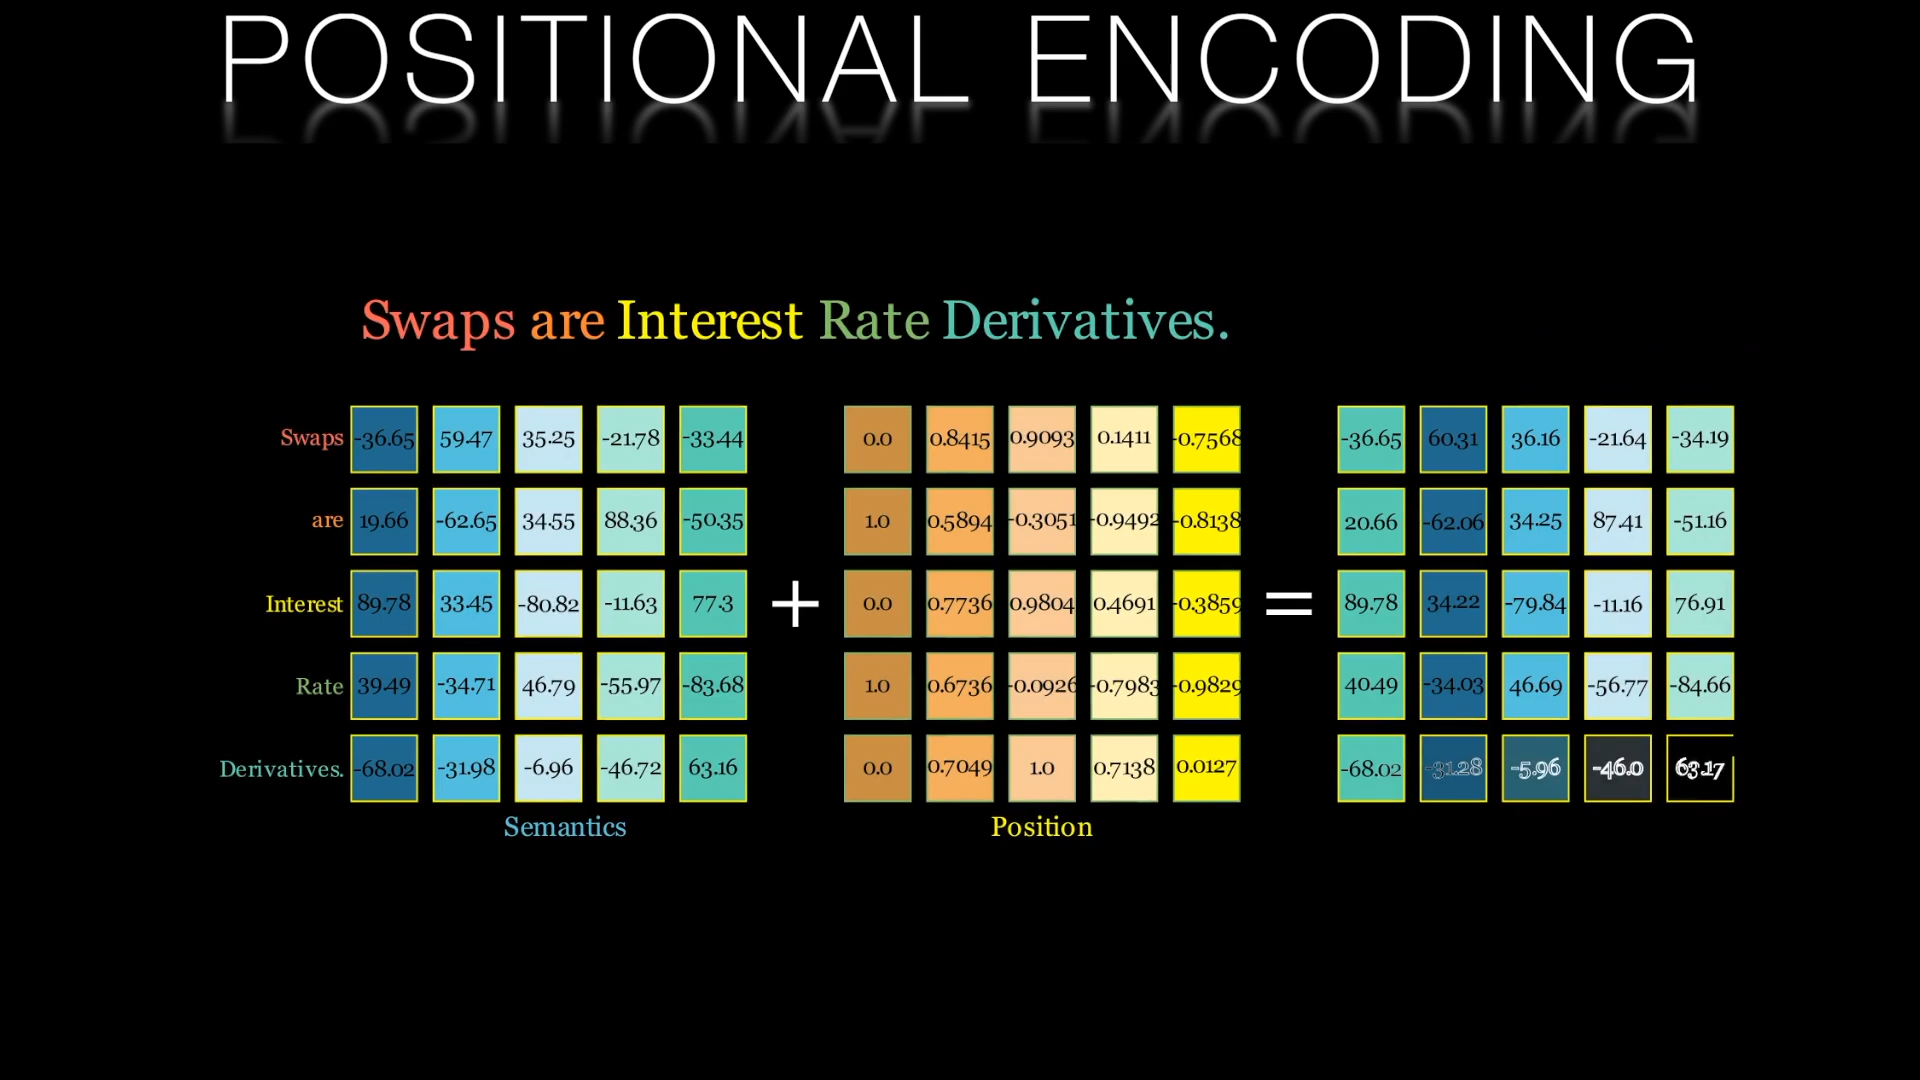 POSITIONAL ENCODING
Swaps are Interest Rate Derivatives.
Swaps -36.65 59.47 35.25 -21.78 -33.44 0.0 0.8415 0.9093 0.1411 -0.7568 -36.65 60.31 36.16 -21.64 -34.19
are 19.66 -62.65 34.55 88.36 -50.35 1.0 0.5894 -0.3051 -0.9492 -0.8138 20.66 -62.06 34.25 87.41 -51.16
Interest 89.78 33.45 -80.82 -11.63 77.3 + 0.0 0.7736 0.9804 0.4691 -0.3859 = 89.78 34.22 -79.84 -11.16 76.91
Rate 39.49 -34.71 46.79 -55.97 -83.68 1.0 0.6736 -0.0926 -0.7983 -0.9829 40.49 -34.03 46.69 -56.77 -84.66
Derivatives. -68.02 -31.98 -6.96 -46.72 63.16 0.0 0.7049 1.0 0.7138 0.0127 -68.02 -31.28 -5.96 -46.0 63.17
Semantics Position